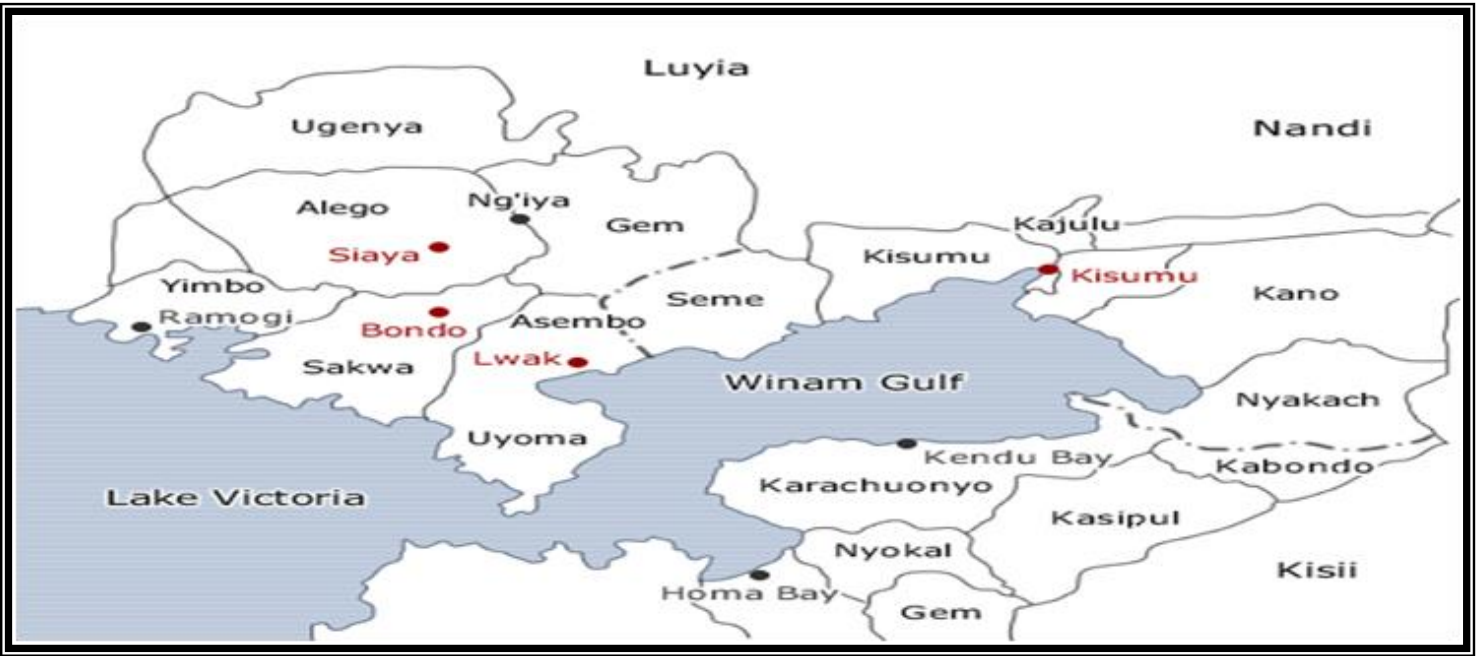 Luyia
Ugenya
Nandi
Ng'iya
Alego
Gem
Kajulu
Siaya
Kisumu
Kisumu
Yimbo
Seme
Kano
Ramogi
Bondo
Asembo
Lwak
Sakwa
Winam Gulf
Nyakach
Uyoma
Kendu Bay
Kabondo
Karachuonyo
Lake Victoria
Kasipul
Nyokal
Kisii
Homa Bay
Gem